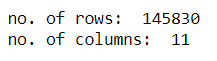 no. of rows:  145830
no. of columns:  11